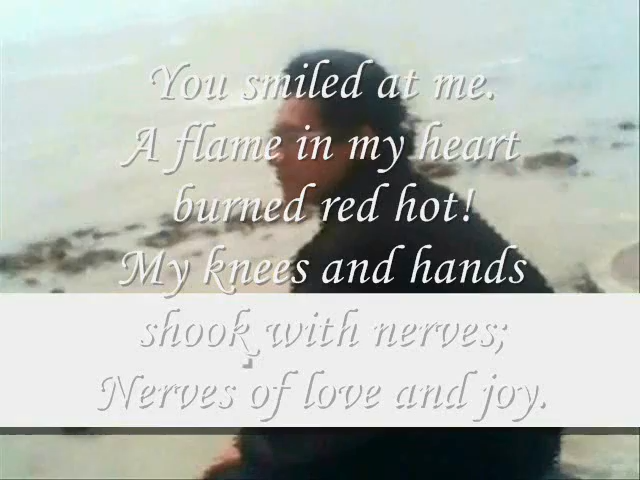 You smiled at me.
A flame in my heart
burned red hot!
My knees and hands
shook with nerves;
Nerves of love and joy.